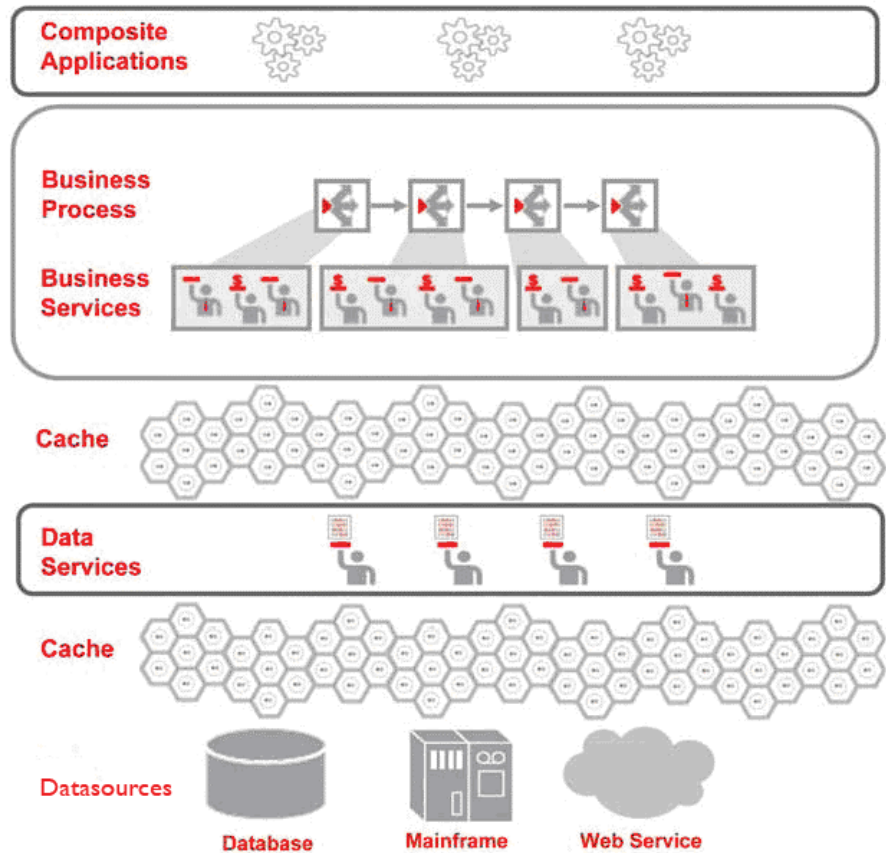 Composite
Applications
Business
Process
Business
Services
$
$
$
$
$
$
Cache
Data
Services
Cache
Datasources
Database
Mainframe
Web Service